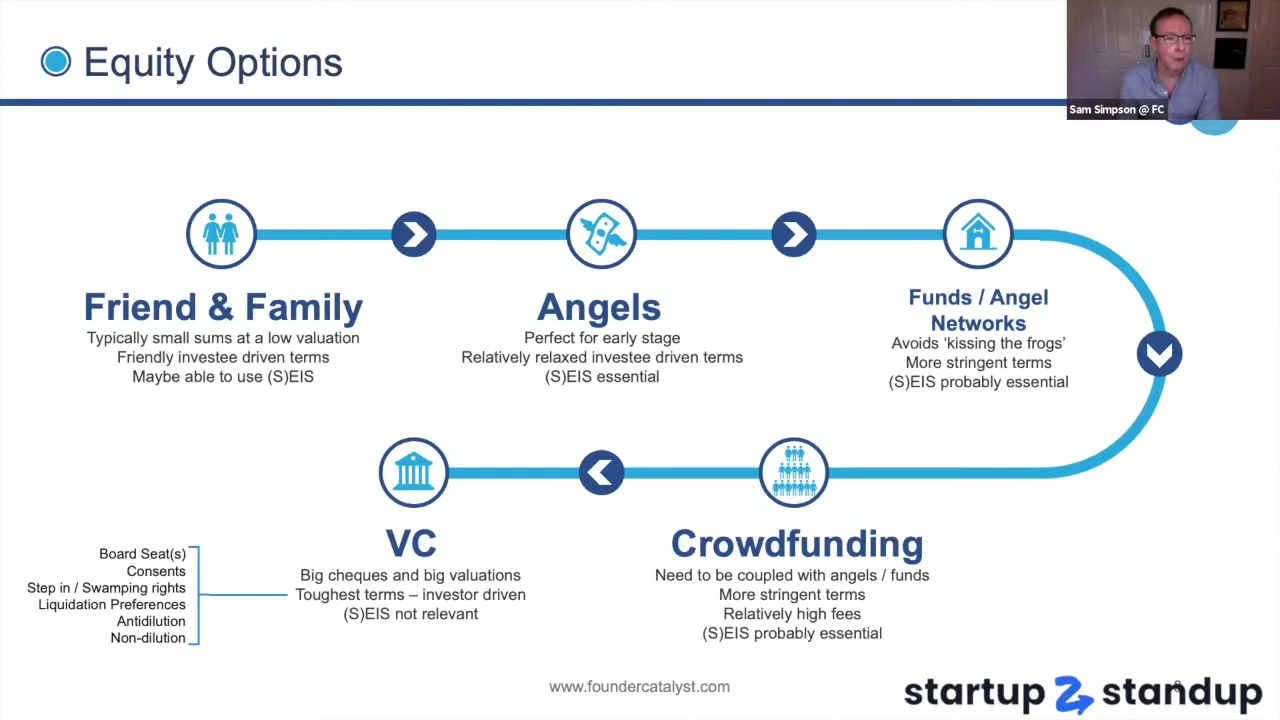 Equity Options
Sam Simpson @ FC
Friend & Family
Typically small sums at a low valuation
Friendly investee driven terms
Maybe able to use (S)EIS
Angels
Perfect for early stage
Relatively relaxed investee driven terms
(S)EIS essential
Funds / Angel
Networks
Avoids ‘kissing the frogs’
More stringent terms
(S)EIS probably essential
Crowdfunding
Need to be coupled with angels / funds
More stringent terms
Relatively high fees
(S)EIS probably essential
VC
Big cheques and big valuations
Toughest terms – investor driven
(S)EIS not relevant
Board Seat(s)
Consents
Step in / Swamping rights
Liquidation Preferences
Antidilution
Non-dilution
www.foundercatalyst.com
startup 2 standup